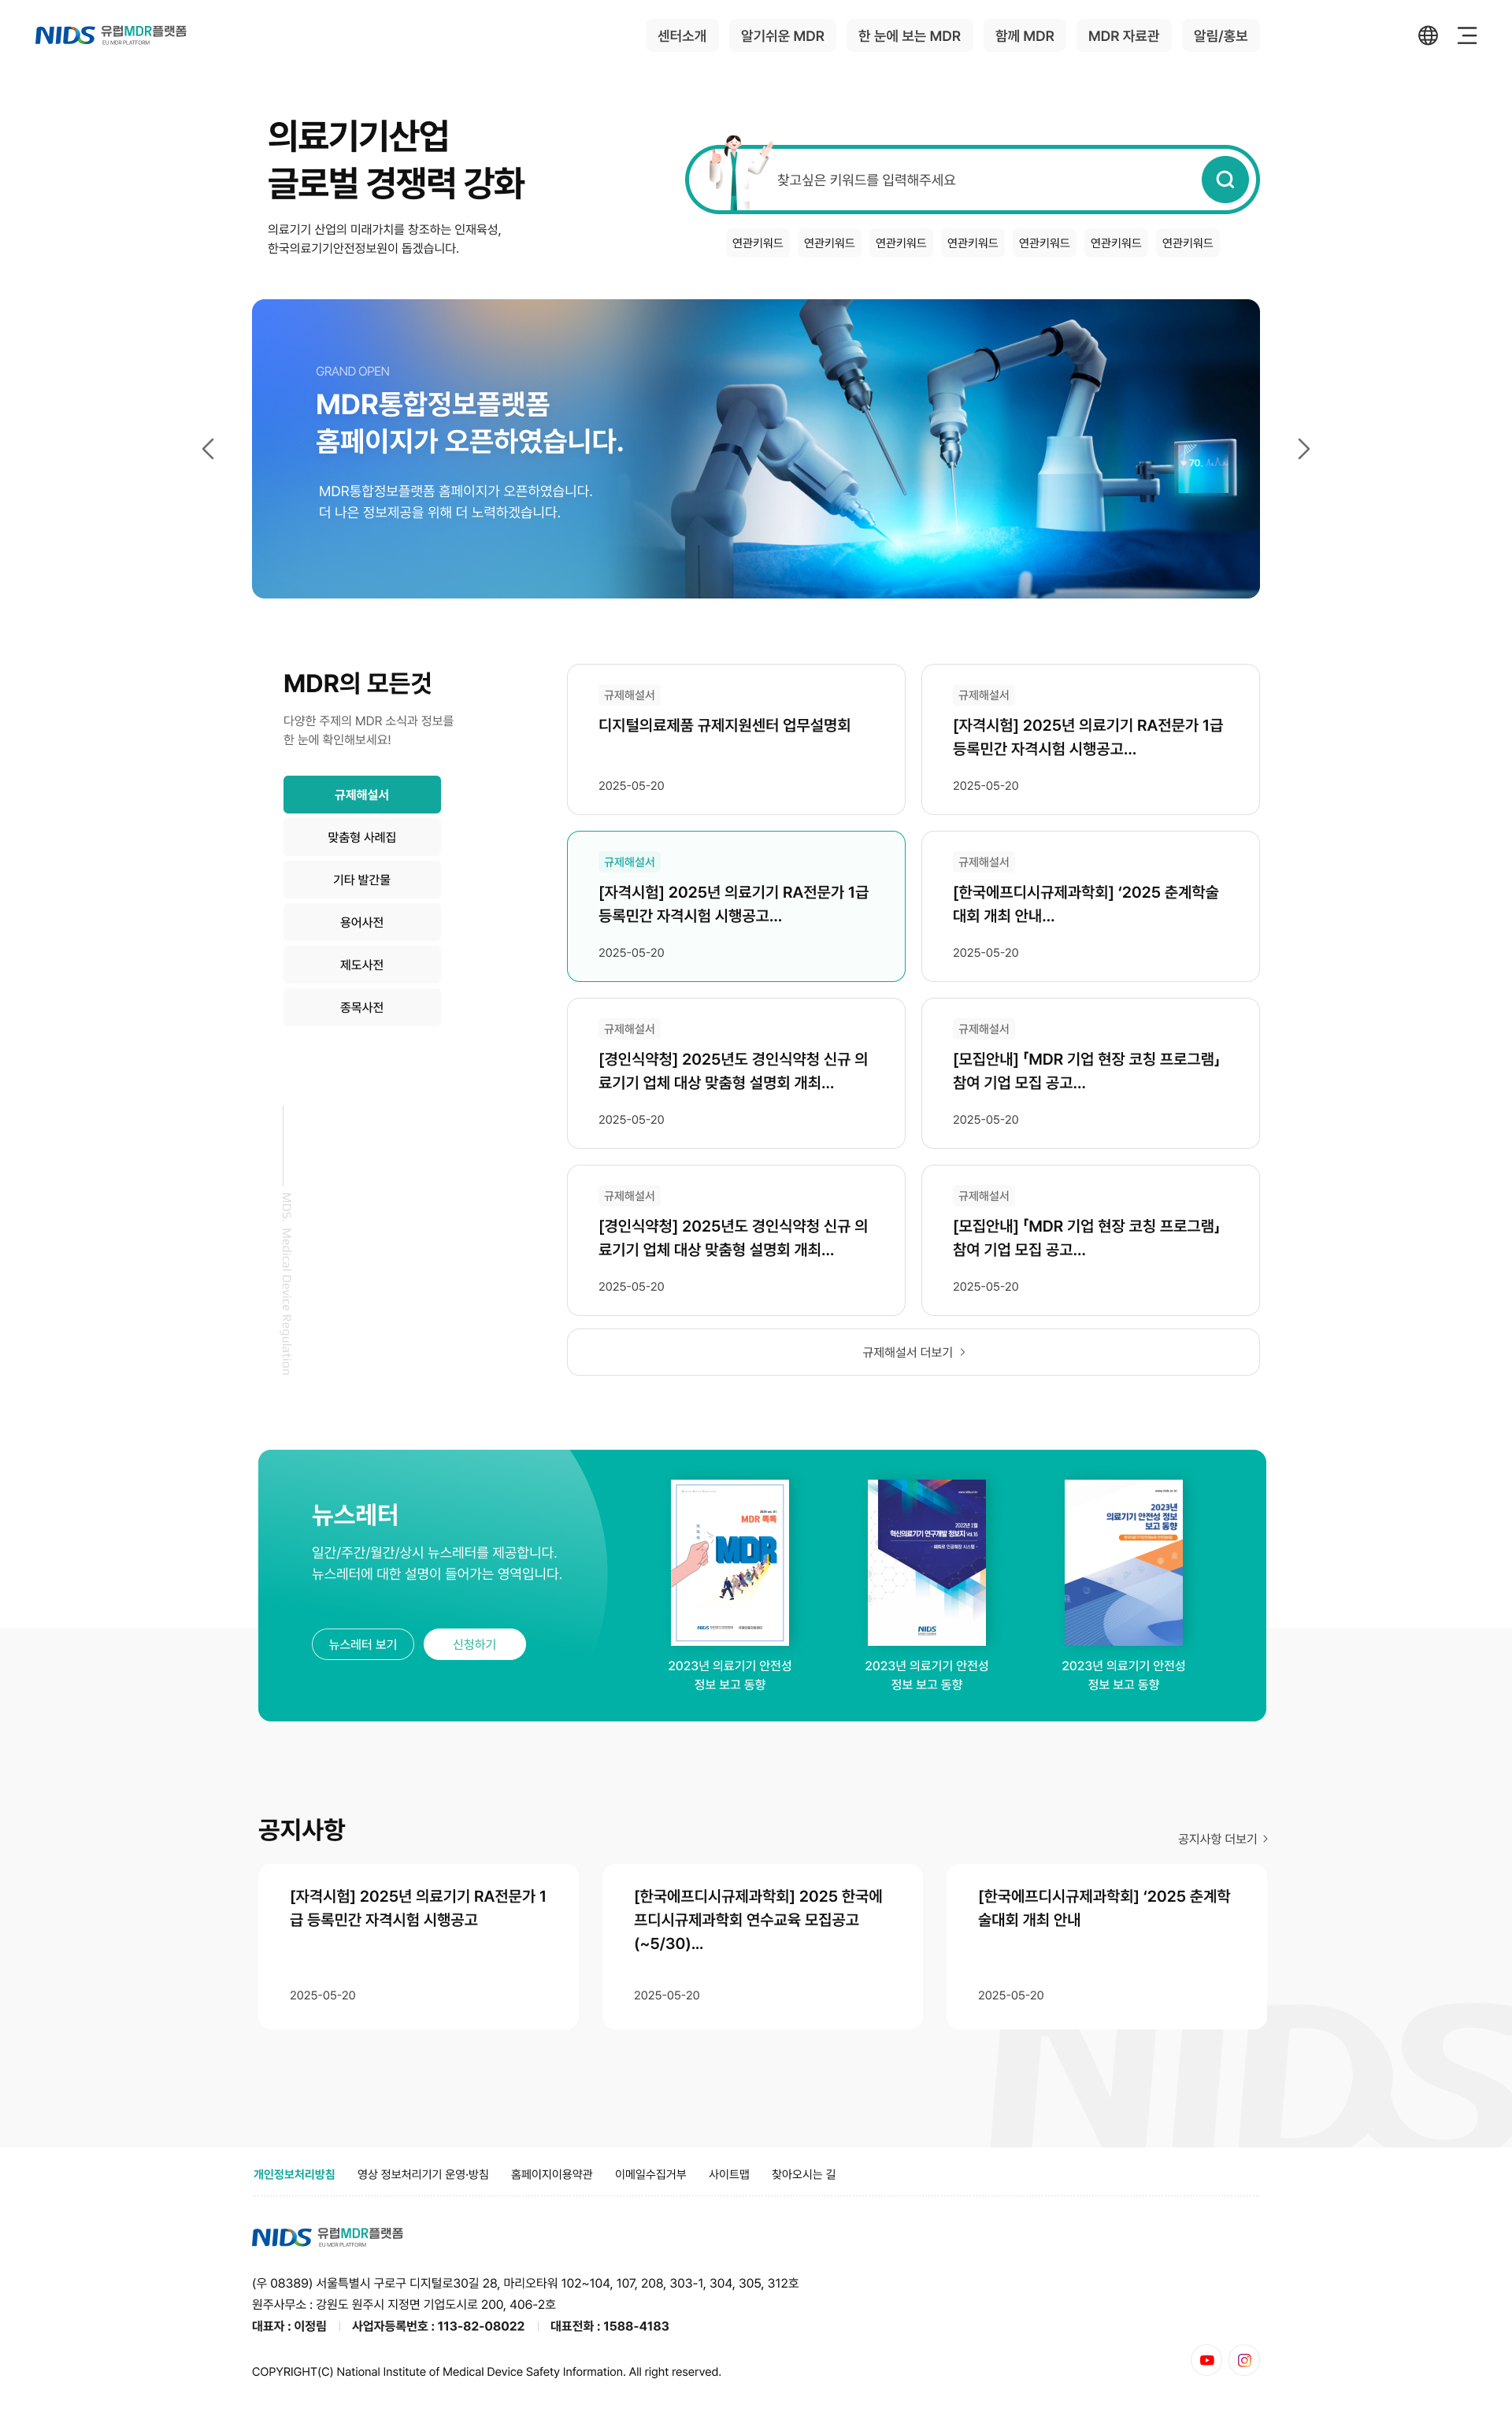 NIDS 유럽MDR플랫폼
EU MDR PLATFORM
센터소개 알기쉬운 MDR 한 눈에 보는 MDR 함께 MDR MDR 자료관 알림/홍보
의료기기산업
글로벌 경쟁력 강화
의료기기 산업의 미래가치를 창조하는 인재육성,
한국의료기기안전정보원이 돕겠습니다.
찾고싶은 키워드를 입력해주세요
연관키워드 연관키워드 연관키워드 연관키워드 연관키워드 연관키워드 연관키워드
GRAND OPEN
MDR통합정보플랫폼
홈페이지가 오픈하였습니다.
MDR통합정보플랫폼 홈페이지가 오픈하였습니다.
더 나은 정보제공을 위해 더 노력하겠습니다.
70.
MDR의 모든것
다양한 주제의 MDR 소식과 정보를
한 눈에 확인해보세요!
규제해설서
맞춤형 사례집
기타 발간물
용어사전
제도사전
종목사전
MDS. Medical Device Regulation
규제해설서
디지털의료제품 규제지원센터 업무설명회
2025-05-20
규제해설서
[자격시험] 2025년 의료기기 RA전문가 1급
등록민간 자격시험 시행공고...
2025-05-20
규제해설서
[자격시험] 2025년 의료기기 RA전문가 1급
등록민간 자격시험 시행공고...
2025-05-20
규제해설서
[한국에프디시규제과학회] ‘2025 춘계학술
대회 개최 안내...
2025-05-20
규제해설서
[경인식약청] 2025년도 경인식약청 신규 의
료기기 업체 대상 맞춤형 설명회 개최...
2025-05-20
규제해설서
[모집안내] 「MDR 기업 현장 코칭 프로그램」
참여 기업 모집 공고...
2025-05-20
규제해설서
[경인식약청] 2025년도 경인식약청 신규 의
료기기 업체 대상 맞춤형 설명회 개최...
2025-05-20
규제해설서
[모집안내] 「MDR 기업 현장 코칭 프로그램」
참여 기업 모집 공고...
2025-05-20
규제해설서 더보기
뉴스레터
일간/주간/월간/상시 뉴스레터를 제공합니다.
뉴스레터에 대한 설명이 들어가는 영역입니다.
뉴스레터 보기 신청하기
MDR 톡톡
MDR
NIDS
2023년 의료기기 안전성
정보 보고 동향
혁신의료기기 연구개발 정보지
NIDS
2023년 의료기기 안전성
정보 보고 동향
2023년
의료기기 안전성 정보
보고 동향
2023년 의료기기 안전성
정보 보고 동향
공지사항
공지사항 더보기
[자격시험] 2025년 의료기기 RA전문가 1
급 등록민간 자격시험 시행공고
2025-05-20
[한국에프디시규제과학회] 2025 한국에
프디시규제과학회 연수교육 모집공고
(~5/30)...
2025-05-20
[한국에프디시규제과학회] ‘2025 춘계학
술대회 개최 안내
2025-05-20
NIDS
개인정보처리방침 영상 정보처리기기 운영·방침 홈페이지이용약관 이메일수집거부 사이트맵 찾아오시는 길
NIDS 유럽MDR플랫폼
EU MDR PLATFORM
(우 08389) 서울특별시 구로구 디지털로30길 28, 마리오타워 102~104, 107, 208, 303-1, 304, 305, 312호
원주사무소 : 강원도 원주시 지정면 기업도시로 200, 406-2호
대표자 : 이정림 사업자등록번호 : 113-82-08022 대표전화 : 1588-4183
COPYRIGHT(C) National Institute of Medical Device Safety Information. All right reserved.